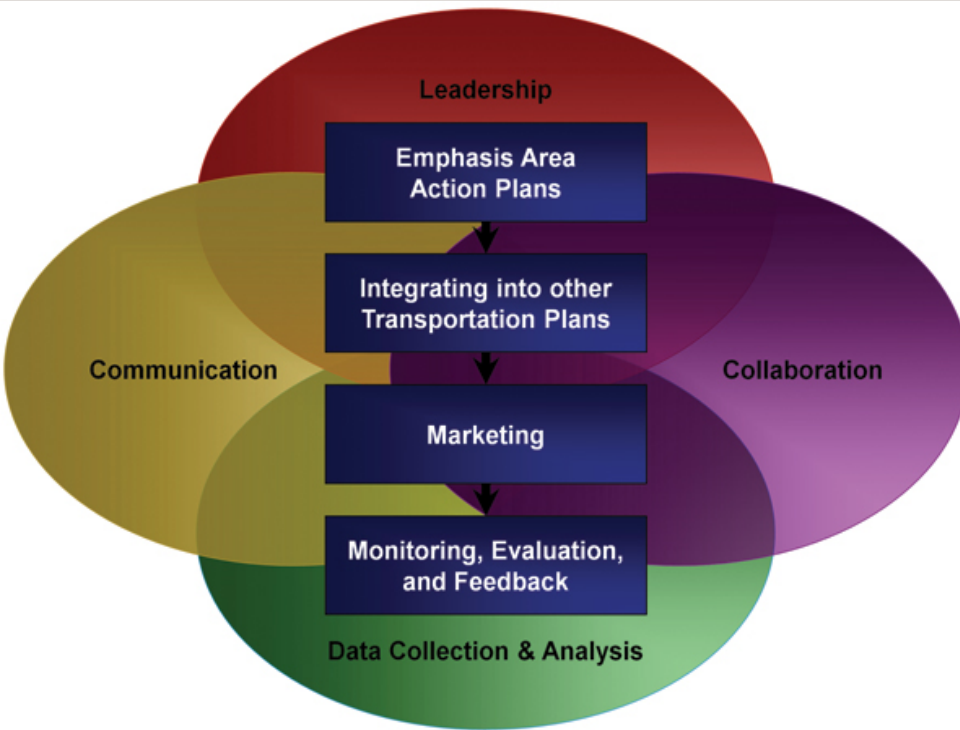 Leadership
Emphasis Area
Action Plans
Integrating into other
Transportation Plans
Communication
Collaboration
Marketing
Monitoring, Evaluation,
and Feedback
Data Collection & Analysis